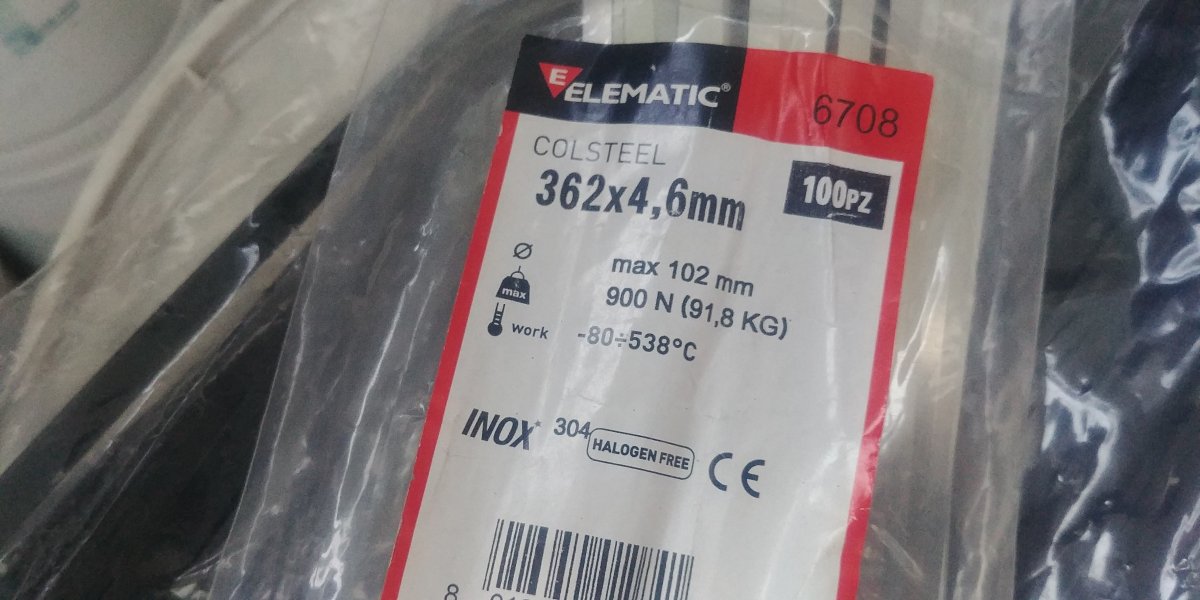 E
ELEMATIC®
6708
COLSTEEL
362x4,6mm
100PZ
Ø max 102 mm
max 900 N (91,8 KG)
work -80÷538°C
INOX* 304
HALOGEN FREE
CE